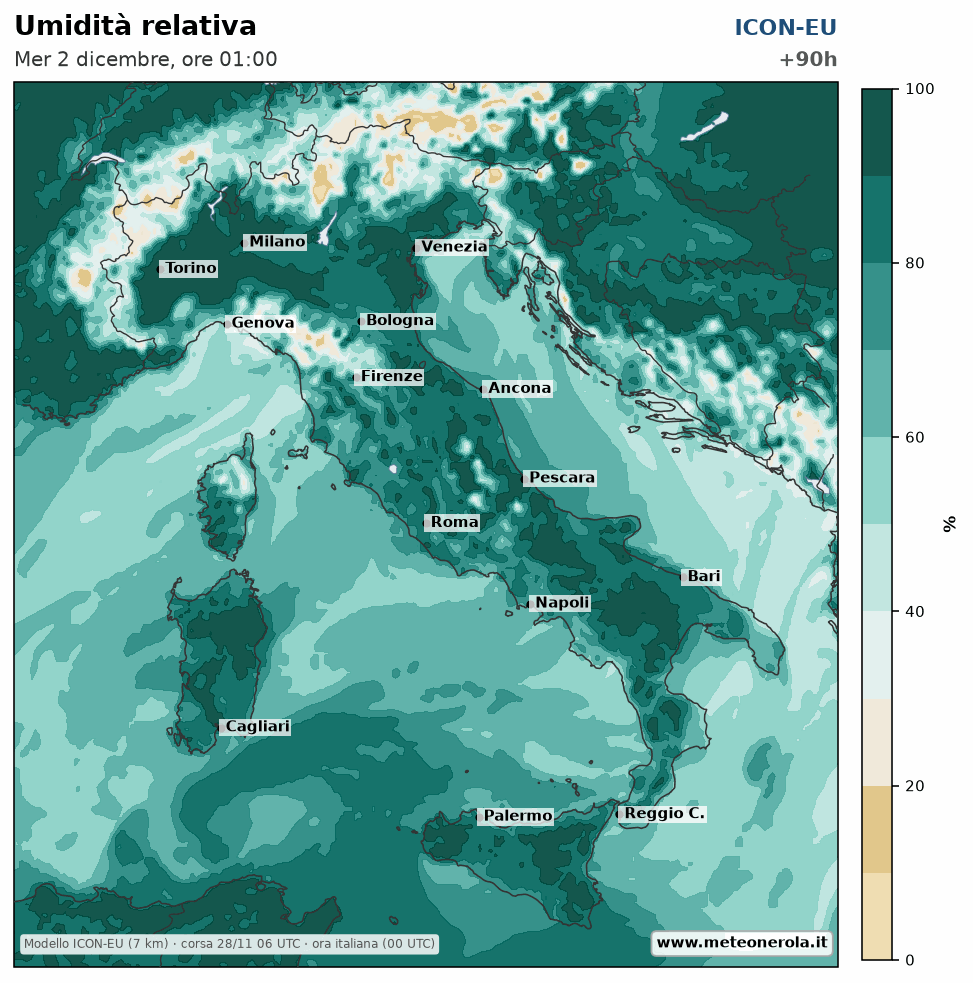 Umidità relativa
ICON-EU
Mer 2 dicembre, ore 01:00
+90h
100
80
60
40
20
0
%
Milano
Venezia
Torino
Genova
Bologna
Firenze
Ancona
Pescara
Roma
Bari
Napoli
Cagliari
Palermo
Reggio C.
Modello ICON-EU (7 km) · corsa 28/11 06 UTC · ora italiana (00 UTC)
www.meteonerola.it